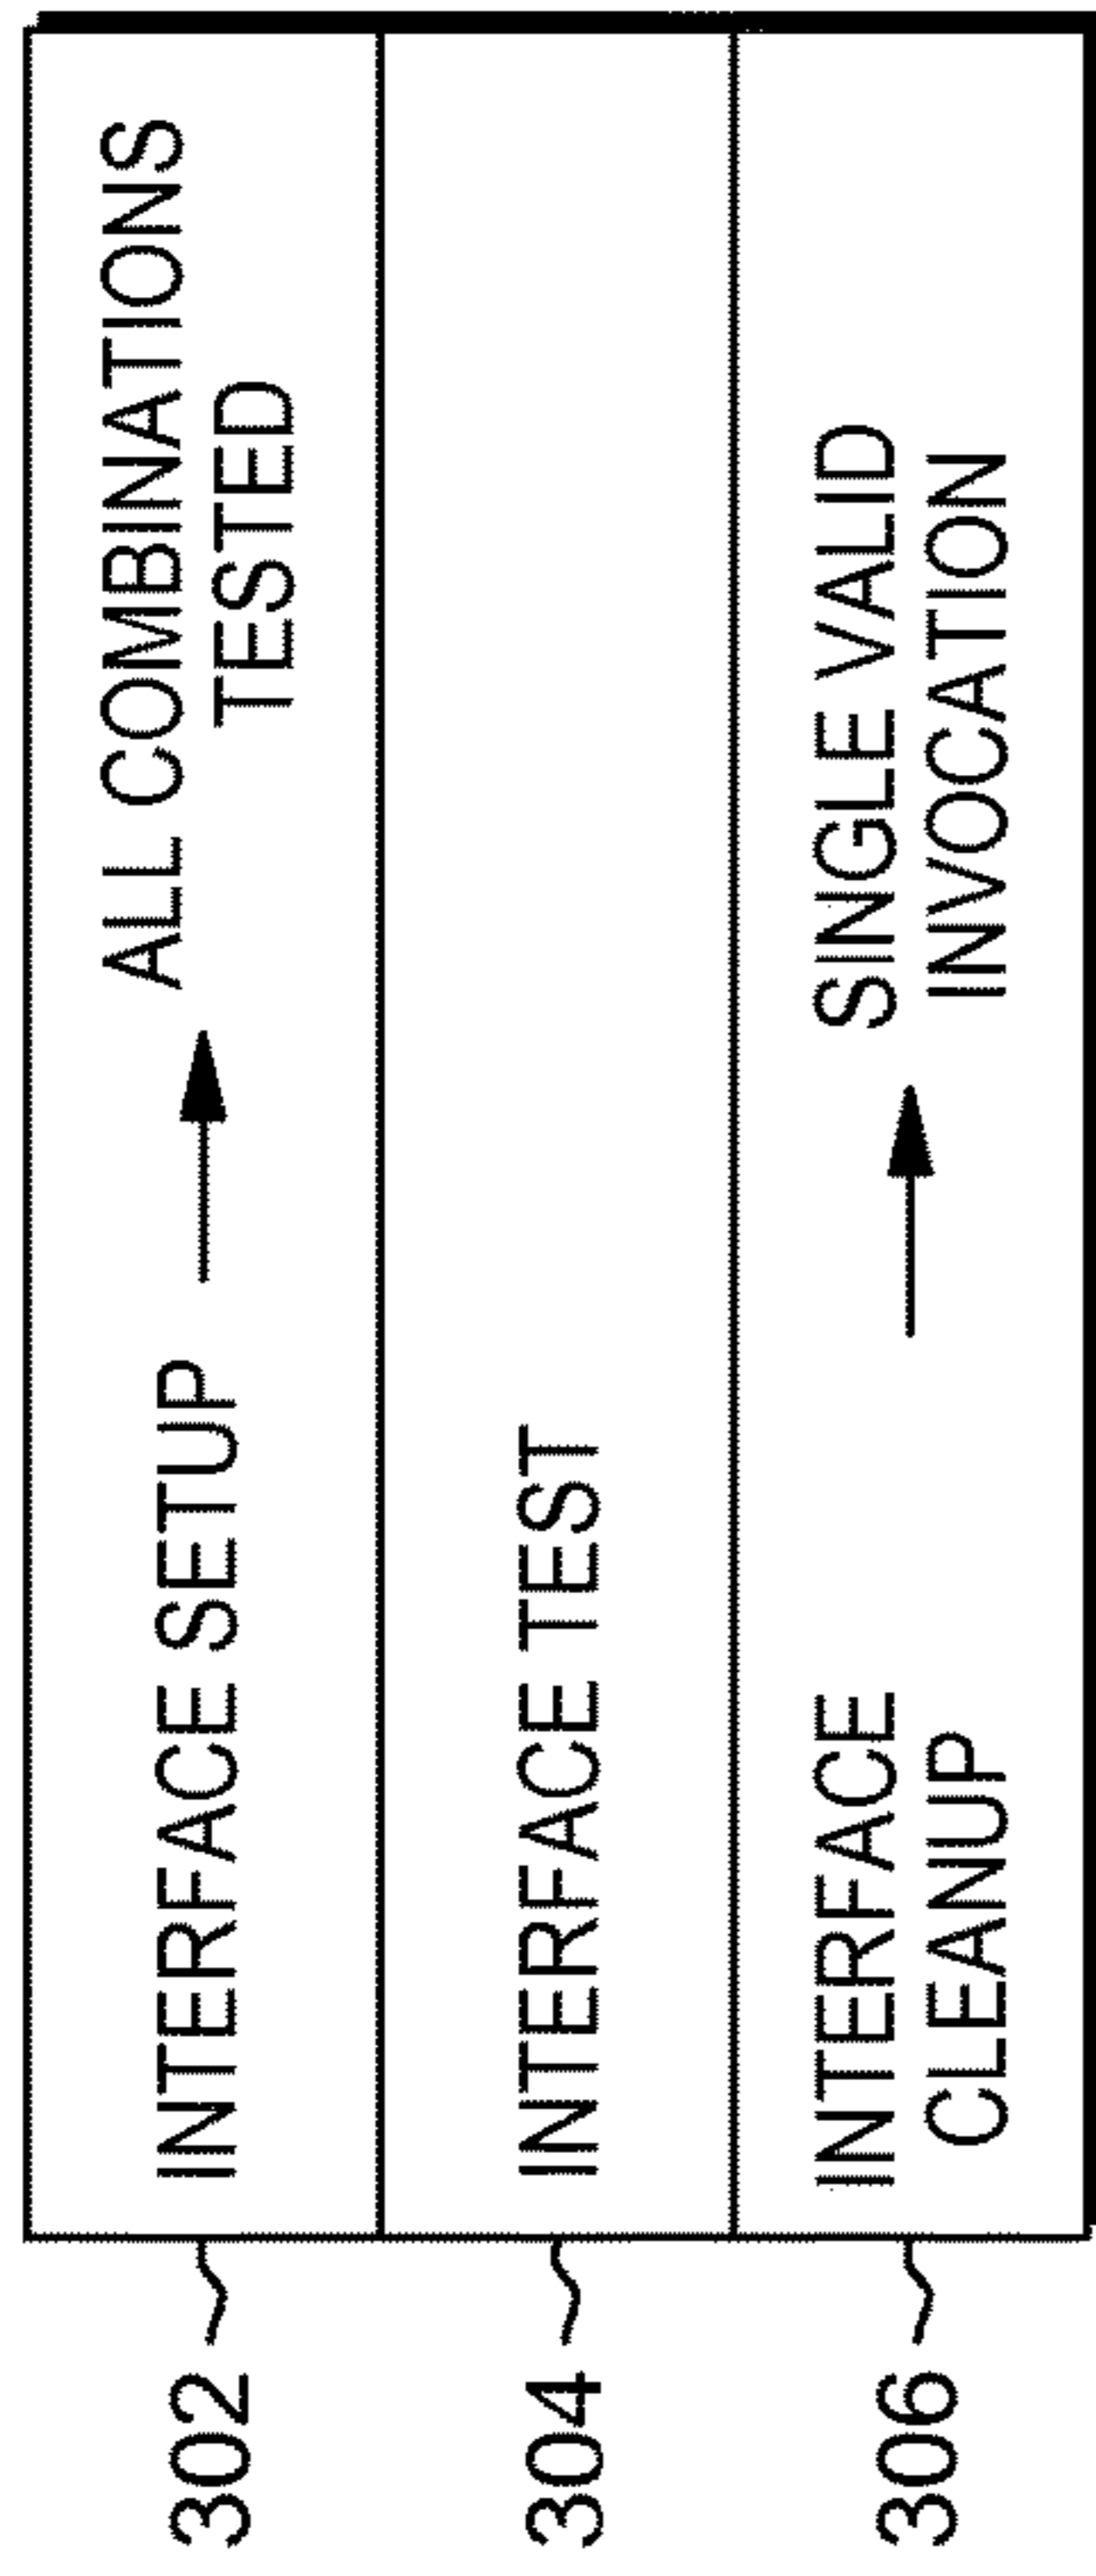 302
INTERFACE SETUP
ALL COMBINATIONS
TESTED
304
INTERFACE TEST
306
INTERFACE
CLEANUP
SINGLE VALID
INVOCATION